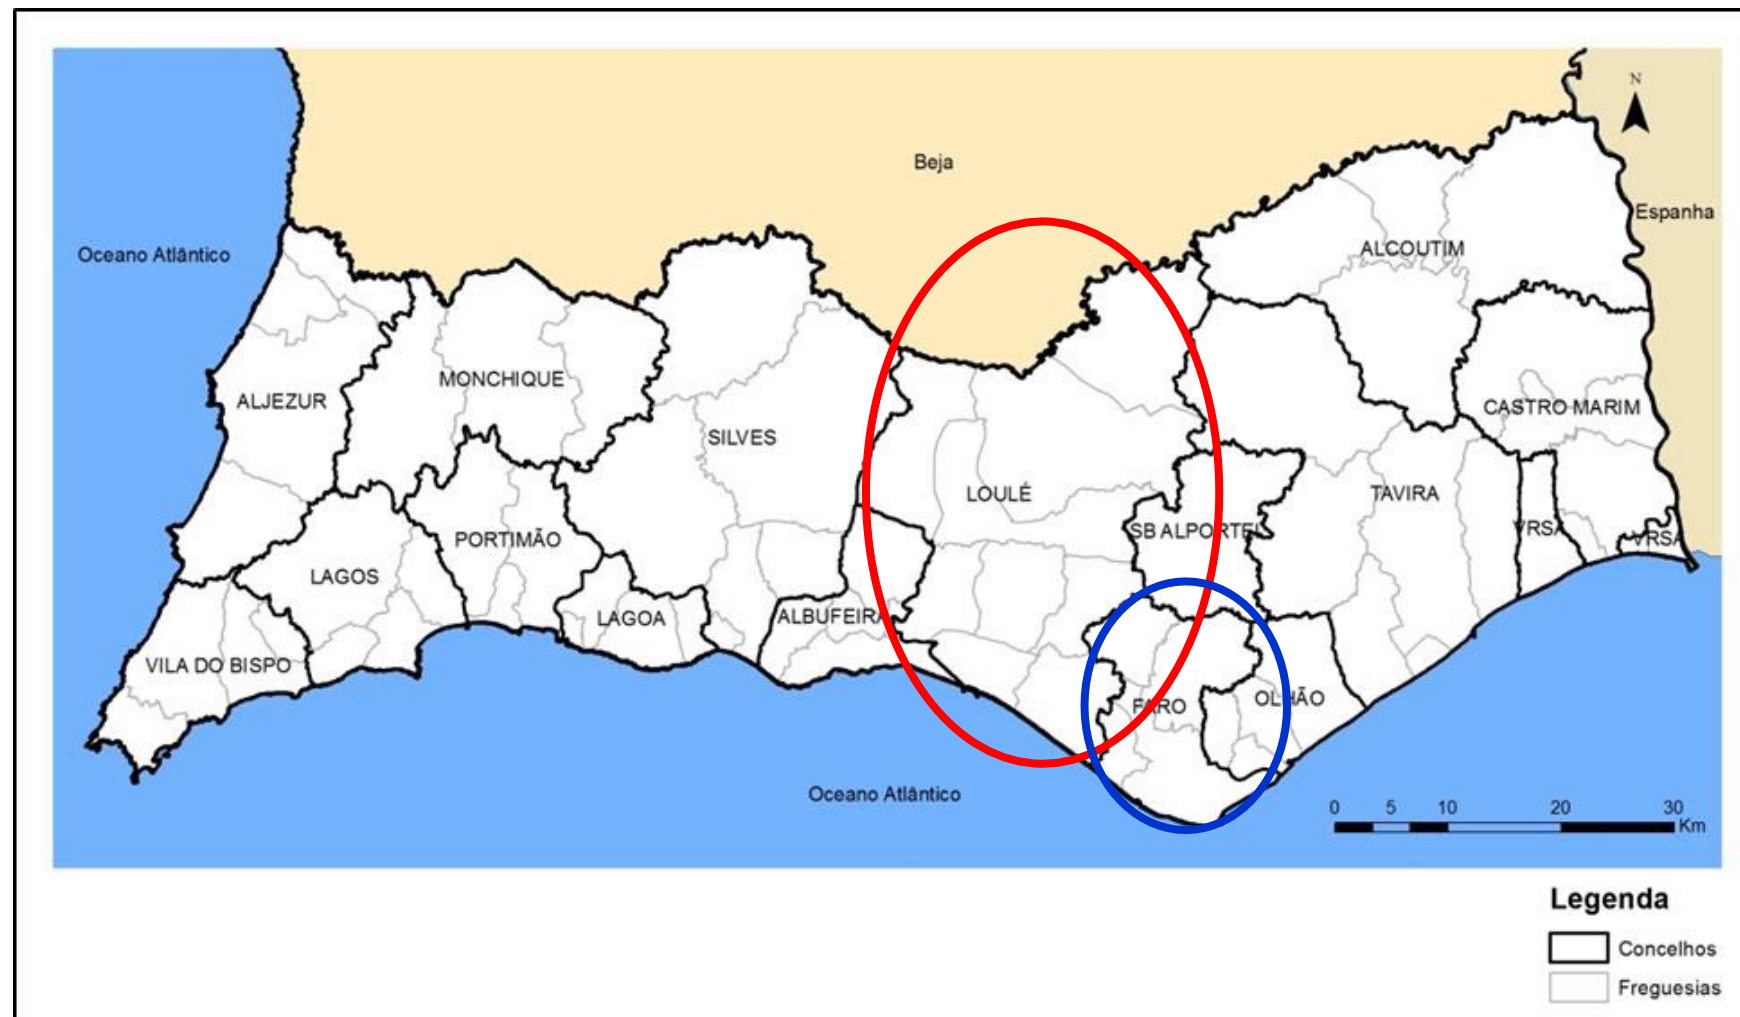 N
Beja
Espanha
Oceano Atlântico
ALCOUTIM
MONCHIQUE
ALJEZUR
CASTRO MARIM
SILVES
LOULÉ
TAVIRA
SB ALPORTEL
VRSA
VRSA
PORTIMÃO
LAGOS
LAGOA
ALBUFEIRA
VILA DO BISPO
OLHÃO
FARO
Oceano Atlântico
0 5 10 20 30
Km
Legenda
Concelhos
Freguesias